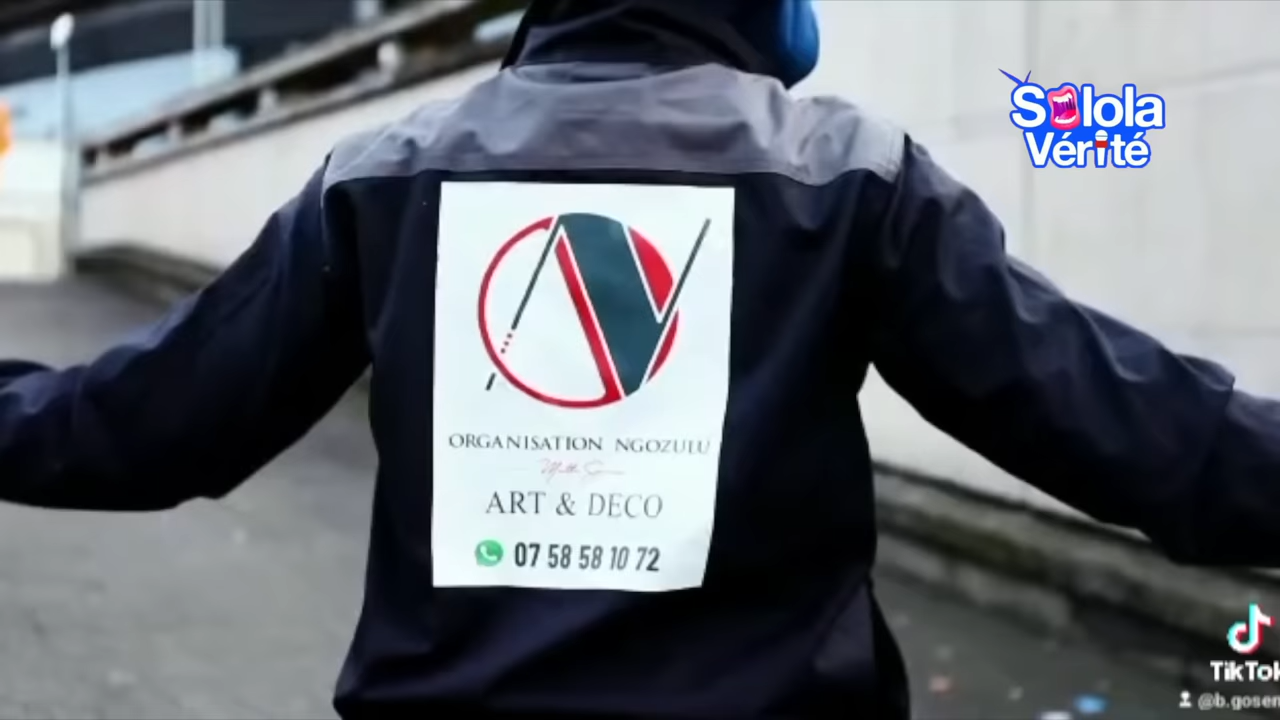 Solola
Vérité
ORGANISATION NGOZULU
ART & DECO
07 58 58 10 72
TikTok